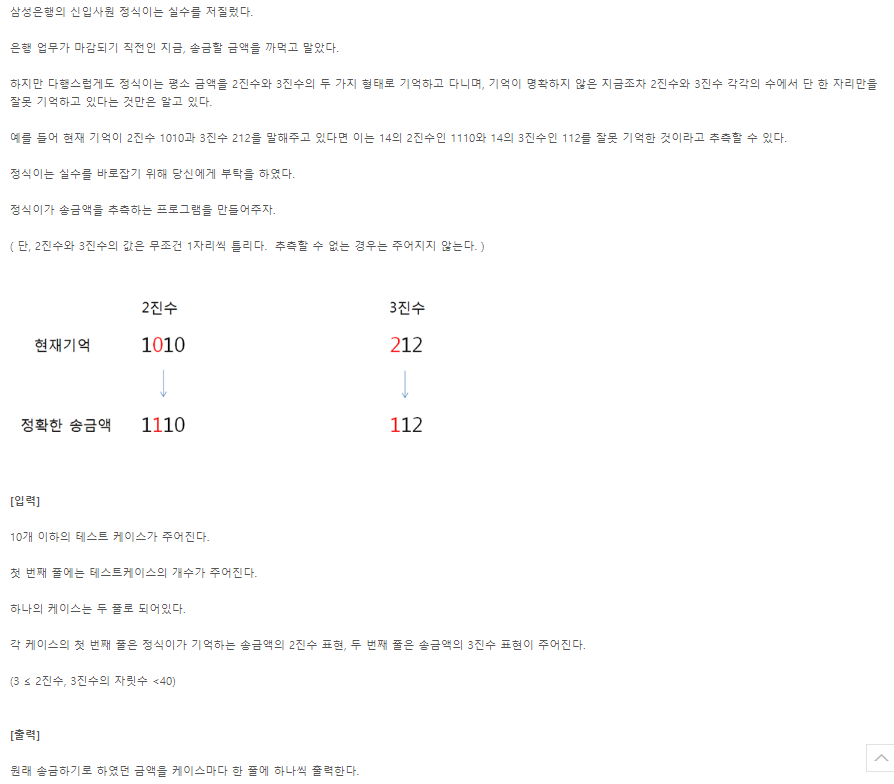 삼성은행의 신입사원 정식이는 실수를 저질렀다.
은행 업무가 마감되기 직전인 지금, 송금할 금액을 까먹고 말았다.
하지만 다행스럽게도 정식이는 평소 금액을 2진수와 3진수의 두 가지 형태로 기억하고 다니며, 기억이 명확하지 않은 지금조차 2진수와 3진수 각각의 수에서 단 한 자리만을
잘못 기억하고 있다는 것만은 알고 있다.
예를 들어 현재 기억이 2진수 1010과 3진수 212을 말해주고 있다면 이는 14의 2진수인 1110와 14의 3진수인 112를 잘못 기억한 것이라고 추측할 수 있다.
정식이는 실수를 바로잡기 위해 당신에게 부탁을 하였다.
정식이가 송금액을 추측하는 프로그램을 만들어주자.
( 단, 2진수와 3진수의 값은 무조건 1자리씩 틀리다. 추측할 수 없는 경우는 주어지지 않는다. )
2진수 3진수
현재기억 1010 212
정확한 송금액 1110 112
[입력]
10개 이하의 테스트 케이스가 주어진다.
첫 번째 줄에는 테스트케이스의 개수가 주어진다.
하나의 케이스는 두 줄로 되어있다.
각 케이스의 첫 번째 줄은 정식이가 기억하는 송금액의 2진수 표현, 두 번째 줄은 송금액의 3진수 표현이 주어진다.
(3 ≤ 2진수, 3진수의 자릿수 <40)
[출력]
원래 송금하기로 하였던 금액을 케이스마다 한 줄에 하나씩 출력한다.